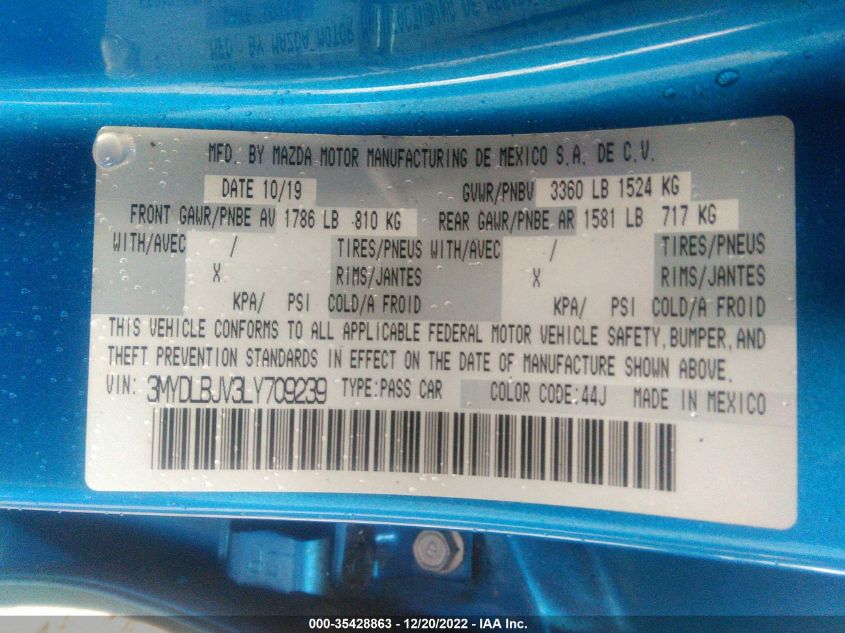 MFD. BY MAZDA MOTOR MANUFACTURING DE MEXICO S.A. DE C.V.
DATE 10/19 GVWR/PNBV 3360 LB 1524 KG
FRONT GAWR/PNBE AV 1786 LB 810 KG REAR GAWR/PNBE AR 1581 LB 717 KG
WITH/AVEC / TIRES/PNEUS WITH/AVEC / TIRES/PNEUS
X RIMS/JANTES X RIMS/JANTES
KPA/ PSI COLD/A FROID KPA/ PSI COLD/A FROID
THIS VEHICLE CONFORMS TO ALL APPLICABLE FEDERAL MOTOR VEHICLE SAFETY, BUMPER, AND
THEFT PREVENTION STANDARDS IN EFFECT ON THE DATE OF MANUFACTURE SHOWN ABOVE.
VIN: 3MYDLBJV3LY709239 TYPE:PASS CAR COLOR CODE:44J MADE IN MEXICO
000-35428863 - 12/20/2022 - IAA Inc.